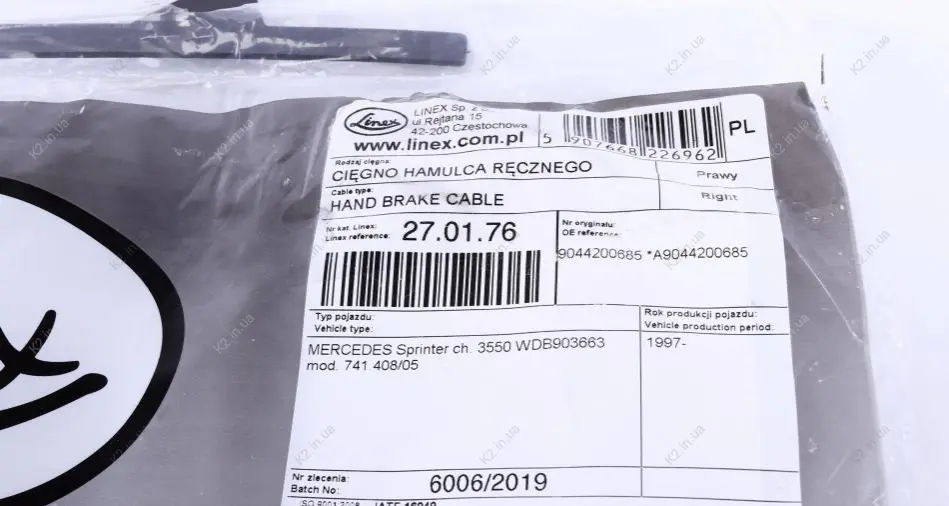 Linex
LINEX Sp. z
ul Rejtana 15
42-200 Częstochowa
www.linex.com.pl
5 907668 226962
PL
Rodzaj cięgna:
CIĘGNO HAMULCA RĘCZNEGO
Prawy
Cable type:
HAND BRAKE CABLE
Right
Nr kat. Linex:
Linex reference:
27.01.76
Nr oryginału:
OE reference:
9044200685 *A9044200685
Typ pojazdu:
Vehicle type:
Rok produkcji pojazdu:
Vehicle production period:
MERCEDES Sprinter ch. 3550 WDB903663
mod. 741.408/05
1997-
Nr zlecenia:
Batch No:
6006/2019
K2.in.ua